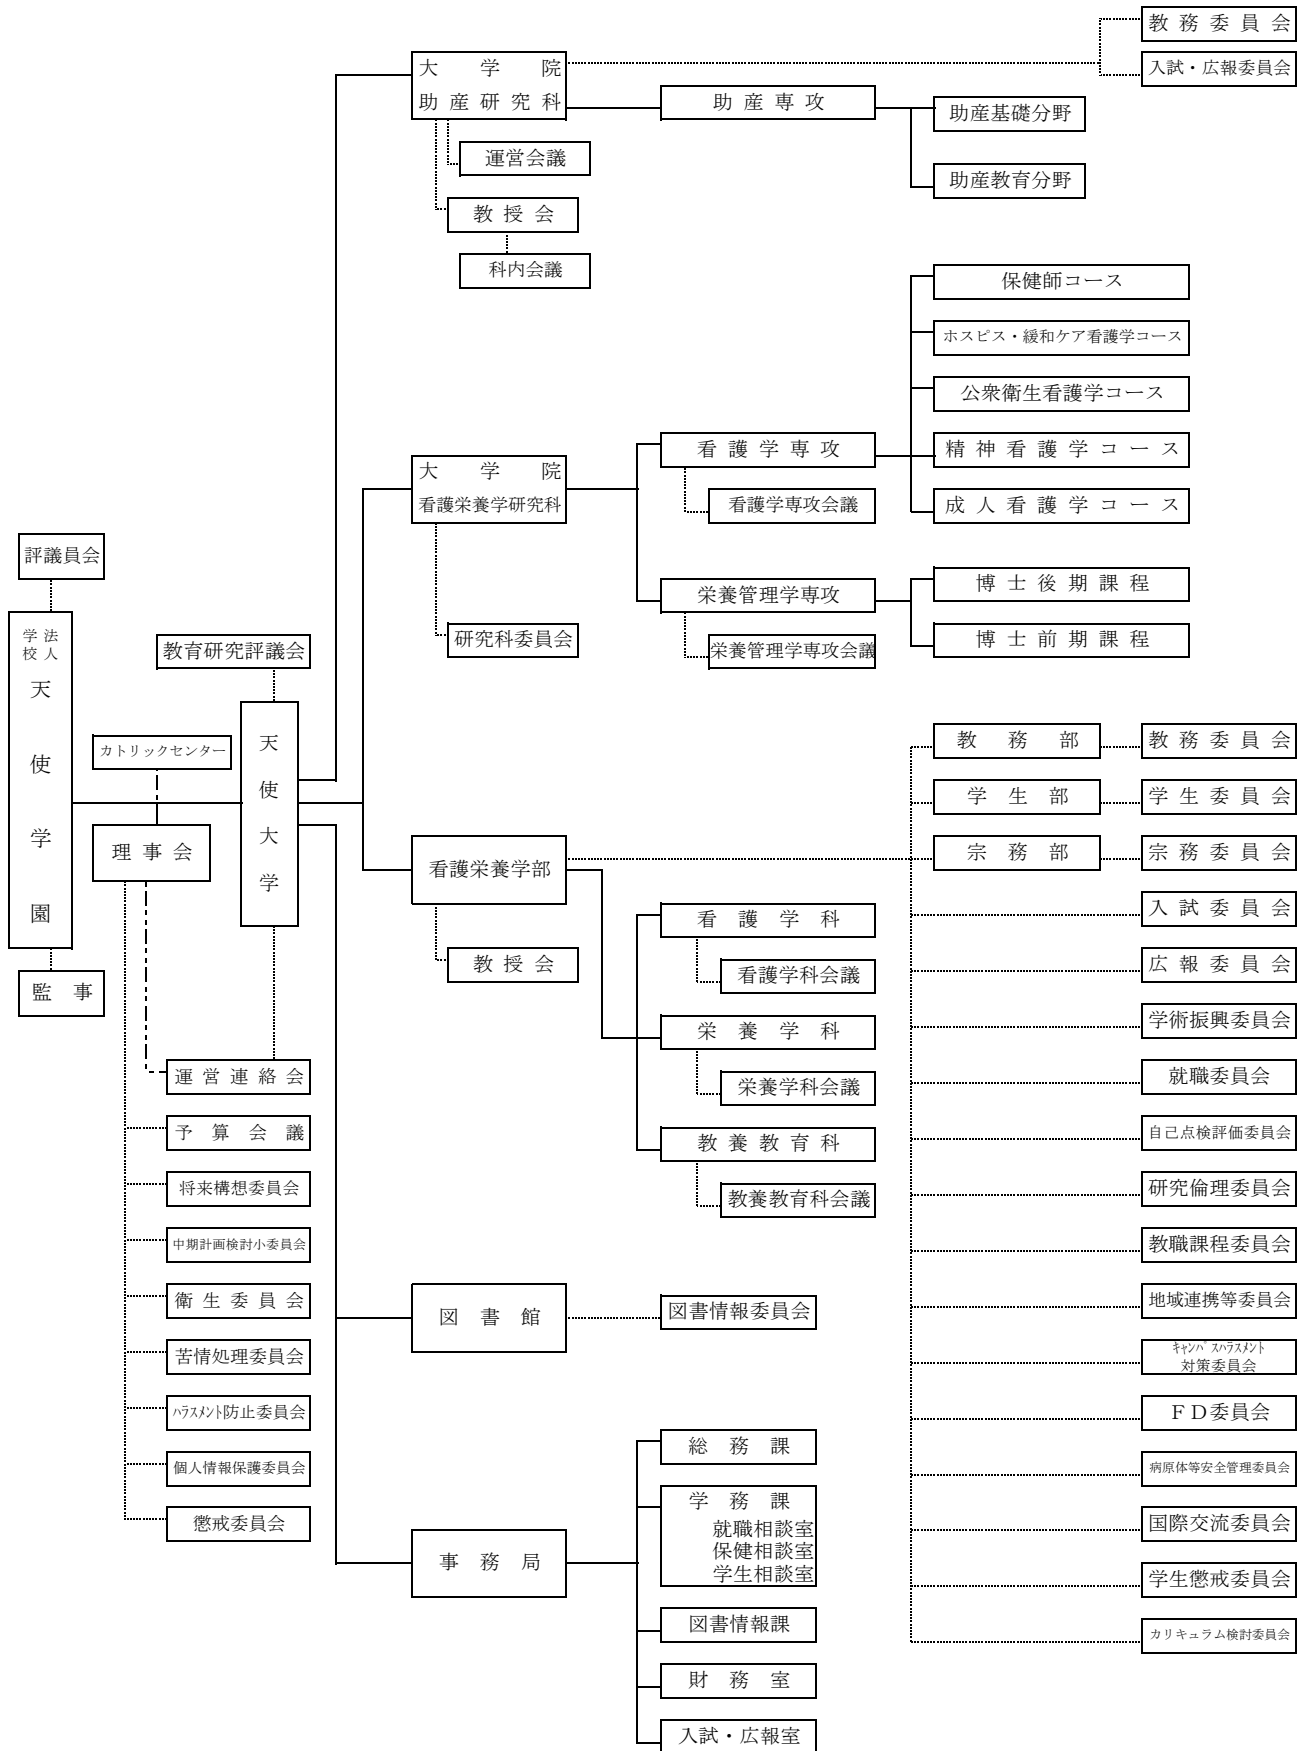 教務委員会
入試・広報委員会
大学院
助産研究科
助産専攻
助産基礎分野
助産教育分野
運営会議
教授会
科内会議
保健師コース
ホスピス・緩和ケア看護学コース
公衆衛生看護学コース
精神看護学コース
成人看護学コース
大学院
看護栄養学研究科
看護学専攻
看護学専攻会議
栄養管理学専攻
栄養管理学専攻会議
博士後期課程
博士前期課程
研究科委員会
評議員会
学校法人
天使学園
監事
教育研究評議会
カトリックセンター
天使大学
理事会
運営連絡会
予算会議
将来構想委員会
中期計画検討小委員会
衛生委員会
苦情処理委員会
ﾊﾗｽﾒﾝﾄ防止委員会
個人情報保護委員会
懲戒委員会
看護栄養学部
教授会
看護学科
看護学科会議
栄養学科
栄養学科会議
教養教育科
教養教育科会議
教務部
教務委員会
学生部
学生委員会
宗務部
宗務委員会
入試委員会
広報委員会
学術振興委員会
就職委員会
自己点検評価委員会
研究倫理委員会
教職課程委員会
地域連携等委員会
ｷｬﾝﾊﾟｽﾊﾗｽﾒﾝﾄ
対策委員会
ＦＤ委員会
病原体等安全管理委員会
国際交流委員会
学生懲戒委員会
カリキュラム検討委員会
図書館
図書情報委員会
事務局
総務課
学務課
就職相談室
保健相談室
学生相談室
図書情報課
財務室
入試・広報室